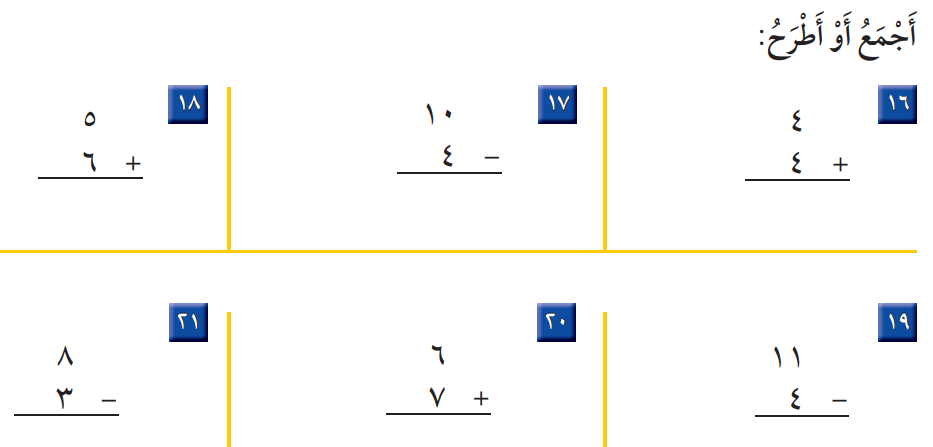 أَجْمَعُ أَوْ أَطْرَحُ:
١٦ ١٧ ١٨
٤ ١٠ ٥
+ ٤ − ٤ + ٦
١٩ ٢٠ ٢١
١١ ٦ ٨
− ٤ + ٧ − ٣